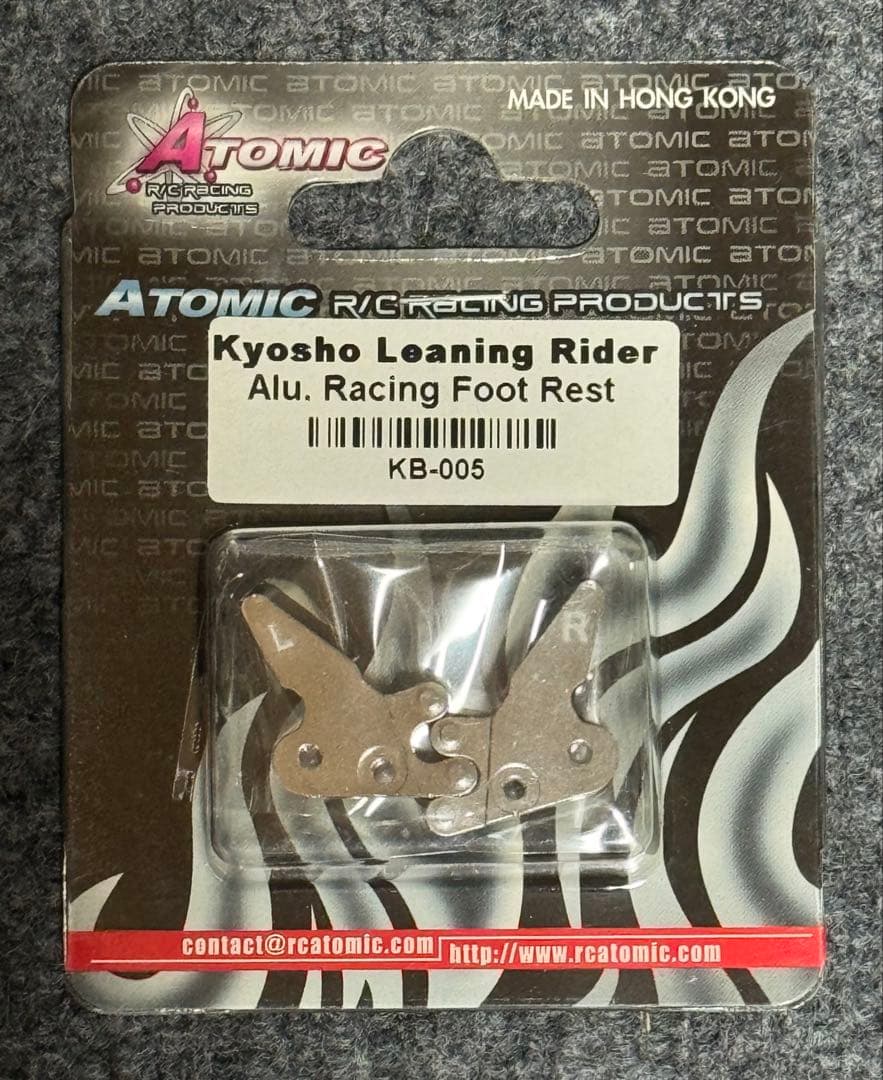 MADE IN HONG KONG
ATOMIC
R/C RACING
PRODUCTS
ATOMIC R/C RACING PRODUCTS
Kyosho Leaning Rider
Alu. Racing Foot Rest
KB-005
L
R
contact@rcatomic.com
http://www.rcatomic.com